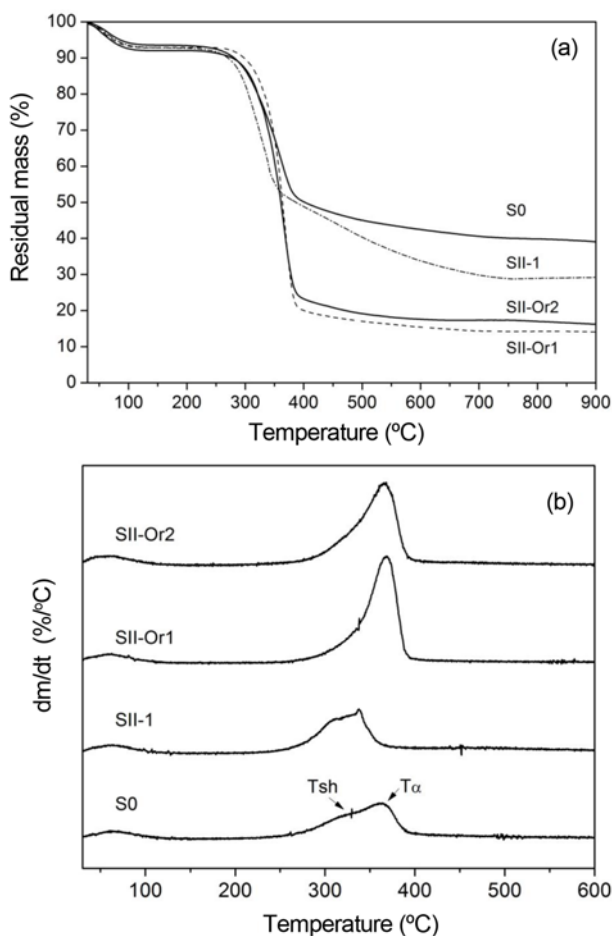 100
90
80
70
60
50
40
30
20
10
0
Residual mass (%)
(a)
S0
SII-1
SII-Or2
SII-Or1
100 200 300 400 500 600 700 800 900
Temperature (ºC)
(b)
SII-Or2
SII-Or1
SII-1
S0
Tsh
Tα
dm/dt (%/ºC)
100 200 300 400 500 600
Temperature (ºC)